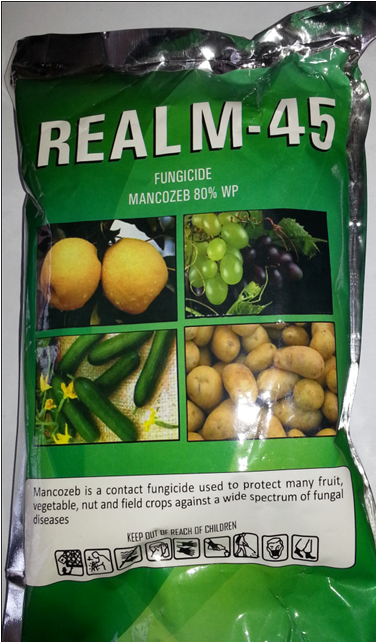 REAL M-45
FUNGICIDE
MANCOZEB 80% WP
Mancozeb is a contact fungicide used to protect many fruit,
vegetable, nut and field crops against a wide spectrum of fungal
diseases
KEEP OUT OF REACH OF CHILDREN